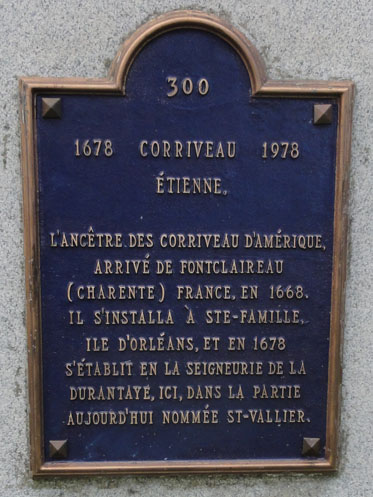 300
1678 CORRIVEAU 1978
ÉTIENNE,
L'ANCÊTRE DES CORRIVEAU D'AMÉRIQUE,
ARRIVÉ DE FONTCLAIREAU
(CHARENTE) FRANCE, EN 1668.
IL S'INSTALLA À STE-FAMILLE,
ILE D'ORLÉANS, ET EN 1678
S'ÉTABLIT EN LA SEIGNEURIE DE LA
DURANTAYE, ICI, DANS LA PARTIE
AUJOURD'HUI NOMMÉE ST-VALLIER.